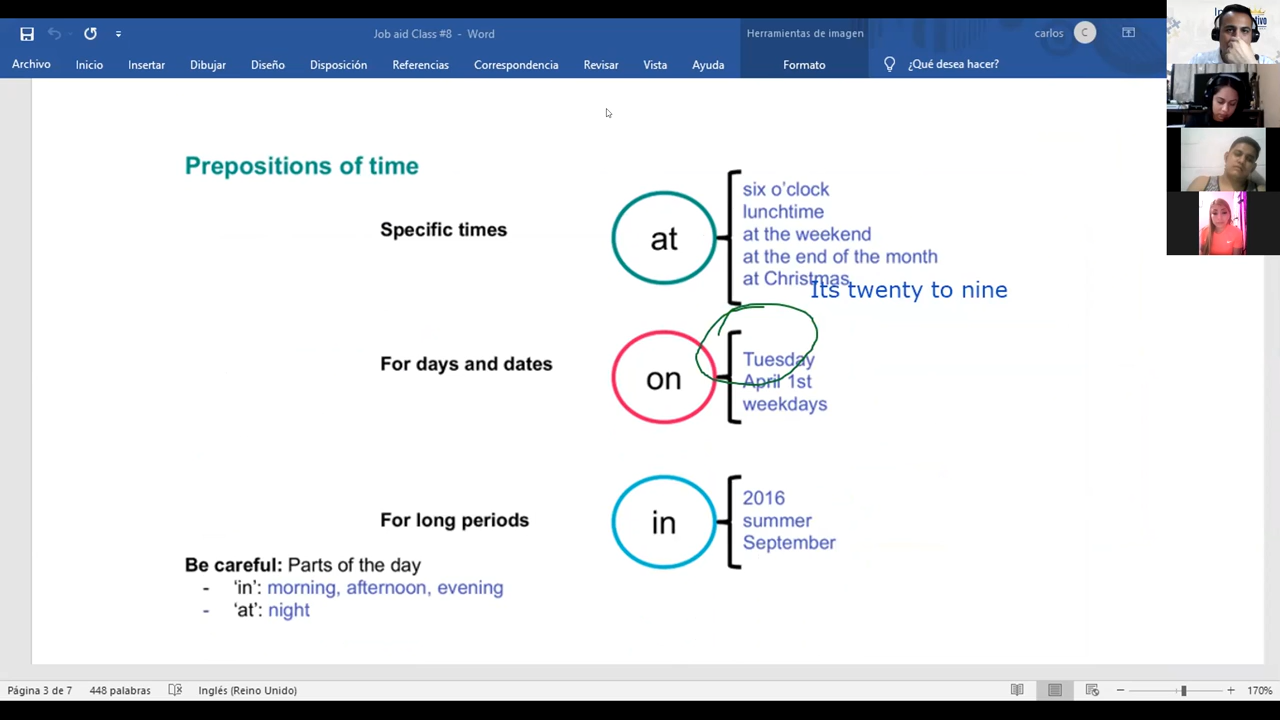 Job aid Class #8 - Word
Herramientas de imagen
carlos
C
Archivo
Inicio
Insertar
Dibujar
Diseño
Disposición
Referencias
Correspondencia
Revisar
Vista
Ayuda
Formato
¿Qué desea hacer?
Prepositions of time
Specific times
at
six o'clock
lunchtime
at the weekend
at the end of the month
at Christmas
Its twenty to nine
For days and dates
on
Tuesday
April 1st
weekdays
For long periods
in
2016
summer
September
Be careful: Parts of the day
- 'in': morning, afternoon, evening
- 'at': night
Página 3 de 7
448 palabras
Inglés (Reino Unido)
170%